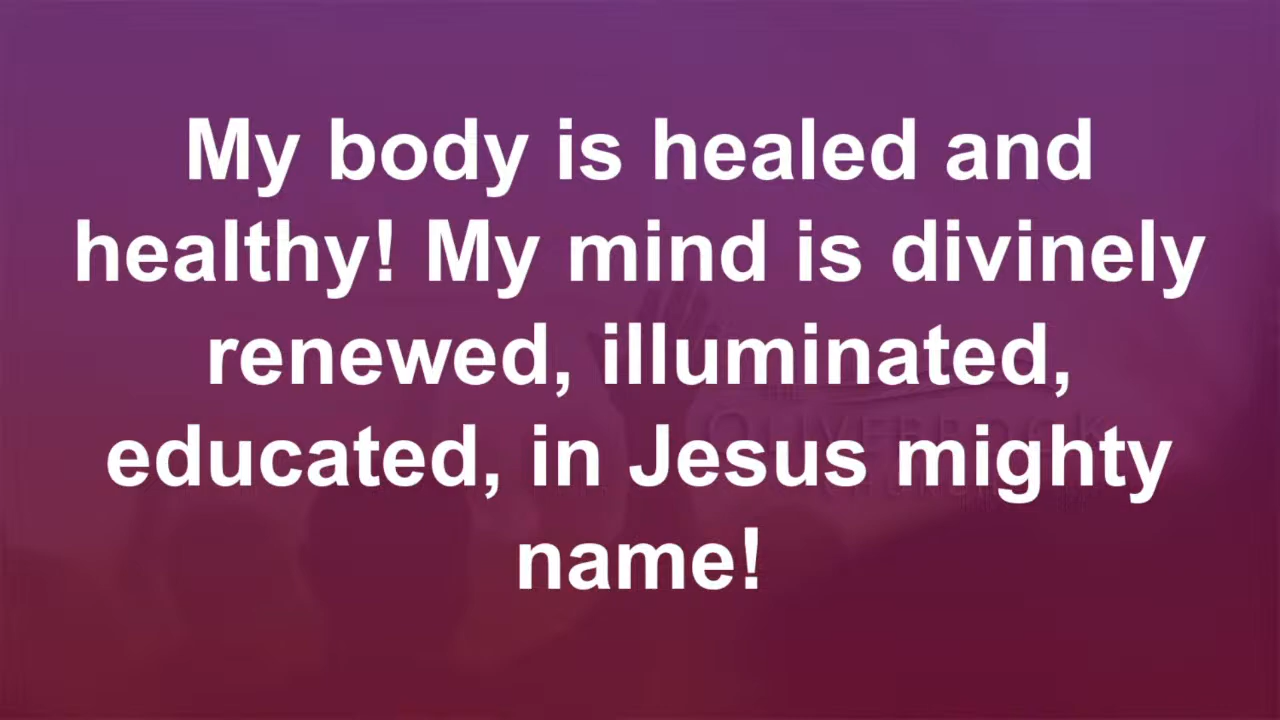 My body is healed and
healthy! My mind is divinely
renewed, illuminated,
educated, in Jesus mighty
name!